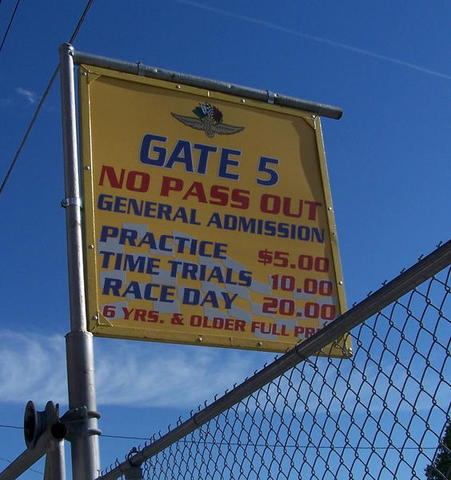 GATE 5
NO PASS OUT
GENERAL ADMISSION
PRACTICE $5.00
TIME TRIALS 10.00
RACE DAY 20.00
6 YRS. & OLDER FULL